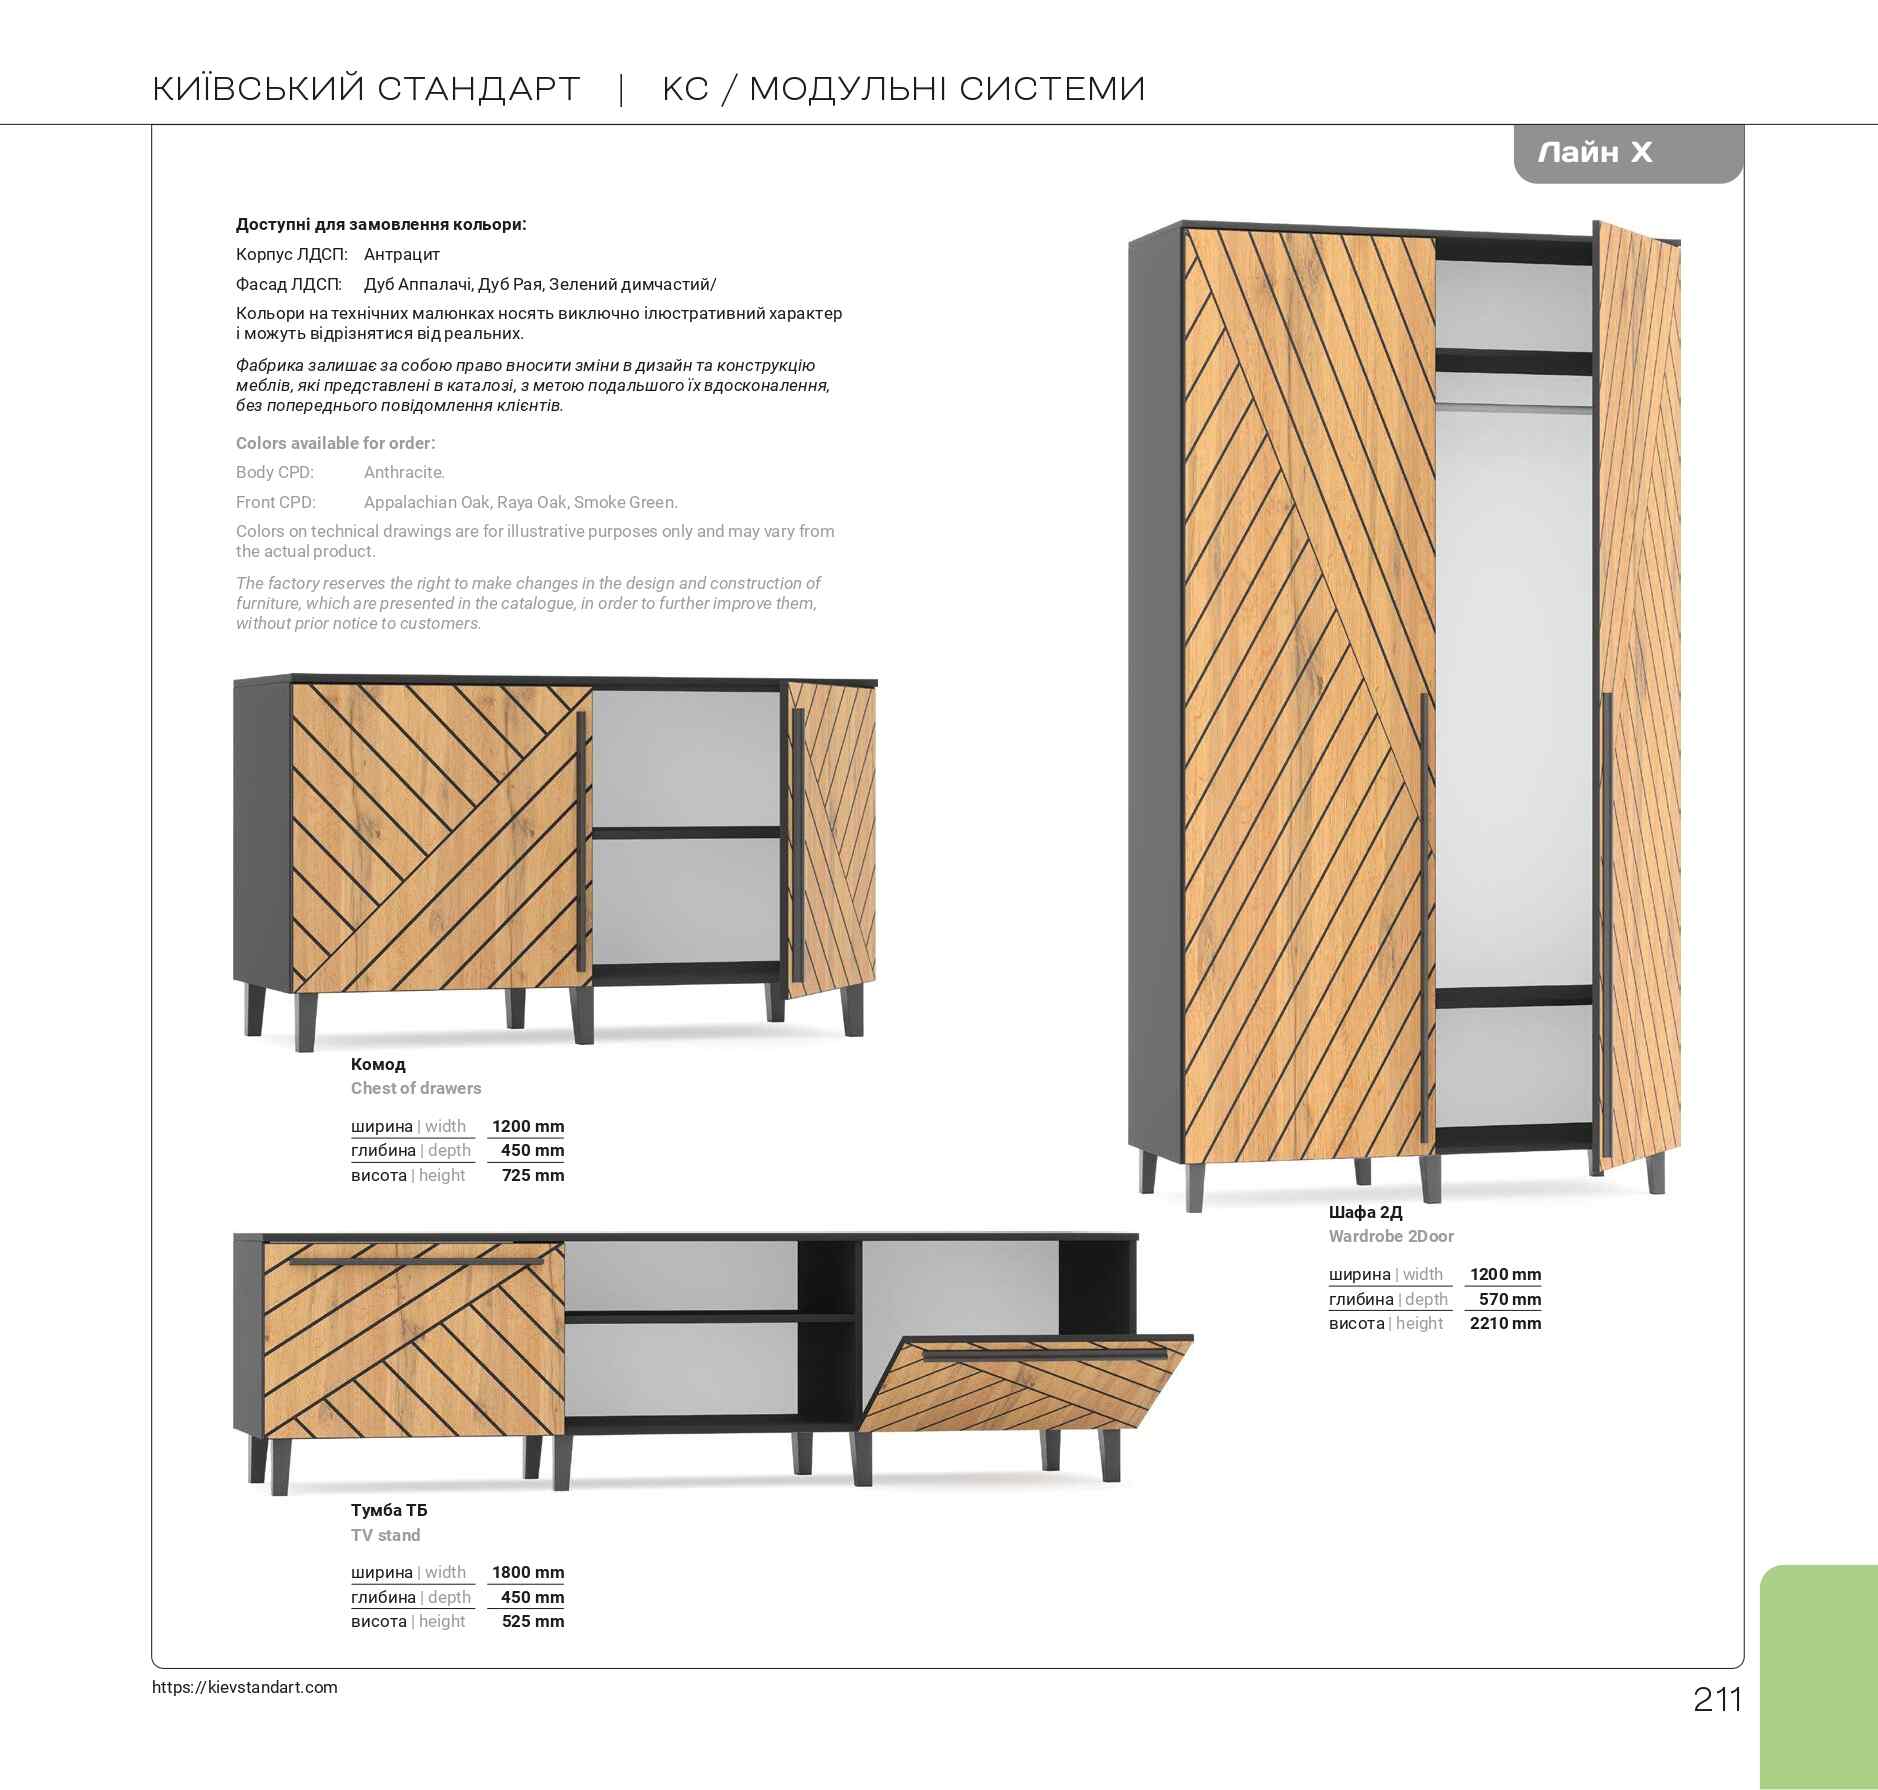 КИЇВСЬКИЙ СТАНДАРТ | КС / МОДУЛЬНІ СИСТЕМИ
Лайн Х
Доступні для замовлення кольори:
Корпус ЛДСП: Антрацит
Фасад ЛДСП: Дуб Аппалачі, Дуб Рая, Зелений димчастий/
Кольори на технічних малюнках носять виключно ілюстративний характер
і можуть відрізнятися від реальних.
Фабрика залишає за собою право вносити зміни в дизайн та конструкцію
меблів, які представлені в каталозі, з метою подальшого їх вдосконалення,
без попереднього повідомлення клієнтів.
Colors available for order:
Body CPD: Anthracite.
Front CPD: Appalachian Oak, Raya Oak, Smoke Green.
Colors on technical drawings are for illustrative purposes only and may vary from
the actual product.
The factory reserves the right to make changes in the design and construction of
furniture, which are presented in the catalogue, in order to further improve them,
without prior notice to customers.
Комод
Chest of drawers
ширина | width 1200 mm
глибина | depth 450 mm
висота | height 725 mm
Шафа 2Д
Wardrobe 2Door
ширина | width 1200 mm
глибина | depth 570 mm
висота | height 2210 mm
Тумба ТБ
TV stand
ширина | width 1800 mm
глибина | depth 450 mm
висота | height 525 mm
https://kievstandart.com
211